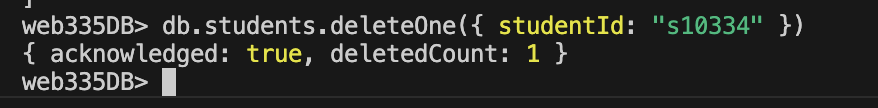 ]
web335DB> db.students.deleteOne({ studentId: "s10334" })
{ acknowledged: true, deletedCount: 1 }
web335DB>